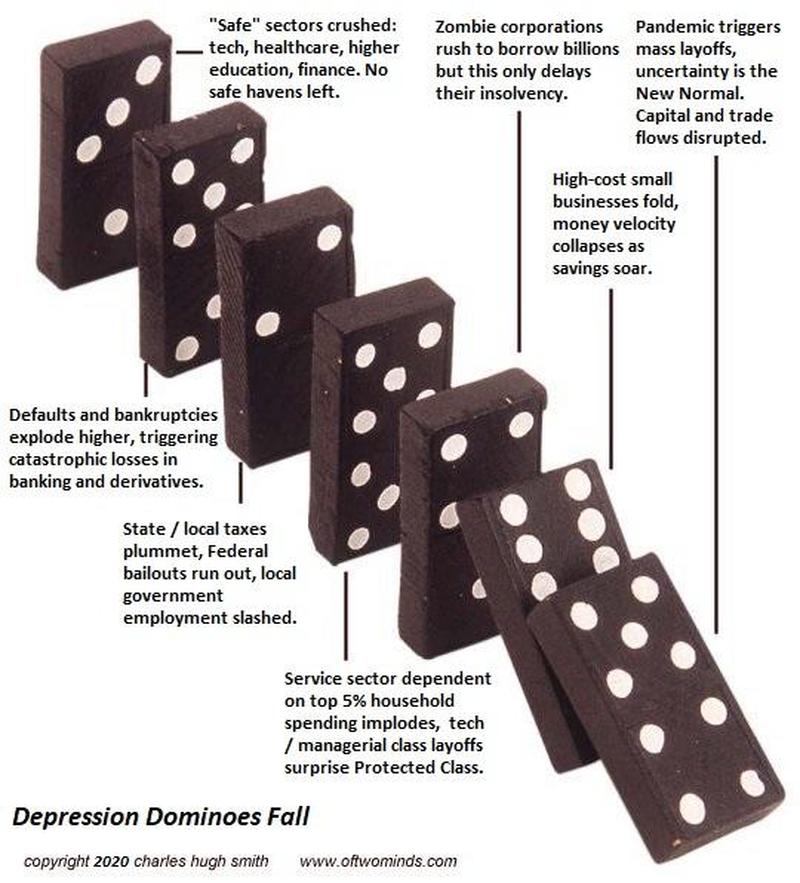 "Safe" sectors crushed:
tech, healthcare, higher
education, finance. No
safe havens left.
Zombie corporations
rush to borrow billions
but this only delays
their insolvency.
Pandemic triggers
mass layoffs,
uncertainty is the
New Normal.
Capital and trade
flows disrupted.
High-cost small
businesses fold,
money velocity
collapses as
savings soar.
Defaults and bankruptcies
explode higher, triggering
catastrophic losses in
banking and derivatives.
State / local taxes
plummet, Federal
bailouts run out, local
government
employment slashed.
Service sector dependent
on top 5% household
spending implodes, tech
/ managerial class layoffs
surprise Protected Class.
Depression Dominoes Fall
copyright 2020 charles hugh smith www.oftwominds.com